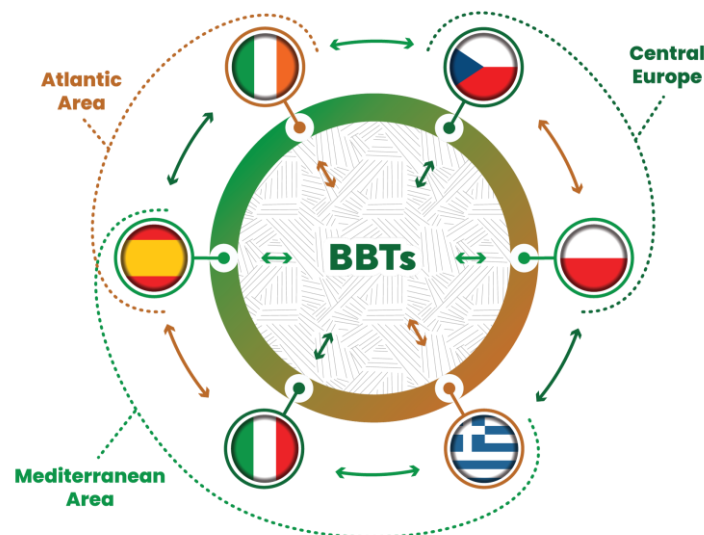 Atlantic
Area
Central
Europe
BBTs
Mediterranean
Area